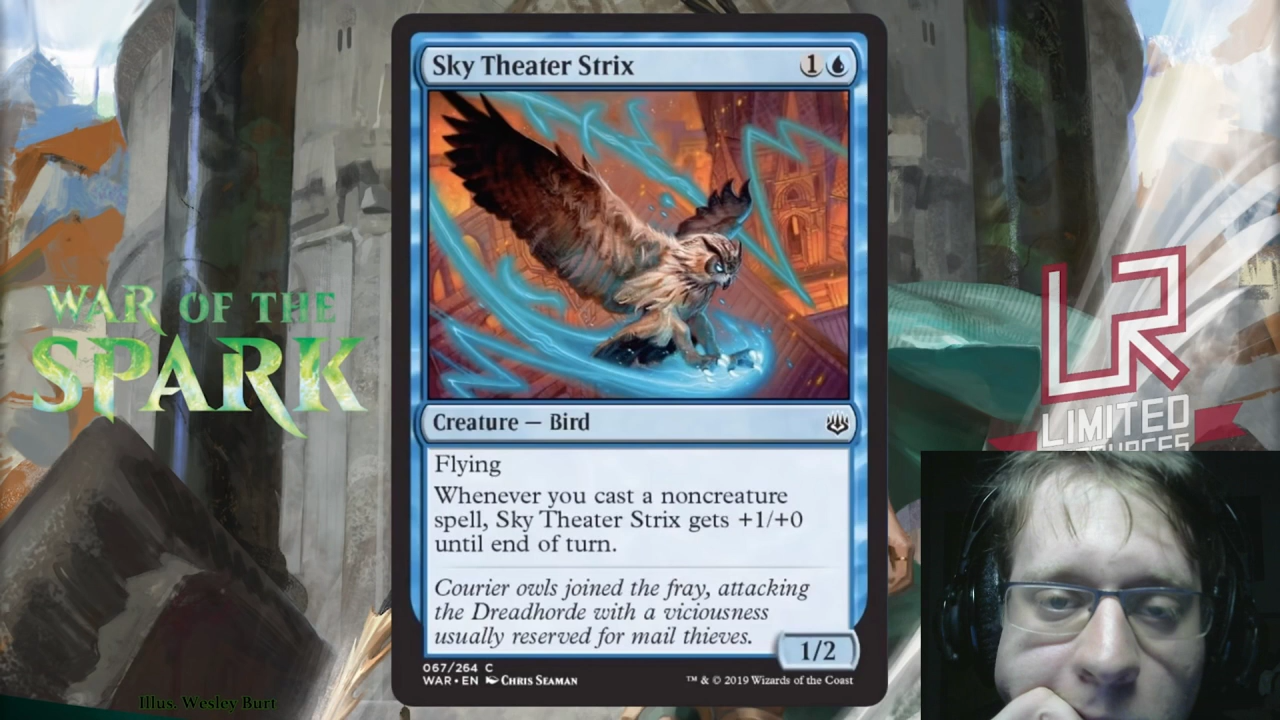 Sky Theater Strix 1
WAR OF THE
SPARK
LR
LIMITED
RESOURCES
Creature — Bird
Flying
Whenever you cast a noncreature
spell, Sky Theater Strix gets +1/+0
until end of turn.
Courier owls joined the fray, attacking
the Dreadhorde with a viciousness
usually reserved for mail thieves.
1/2
067/264 C
WAR • EN Chris Seaman
™ & © 2019 Wizards of the Coast
Illus. Wesley Burt